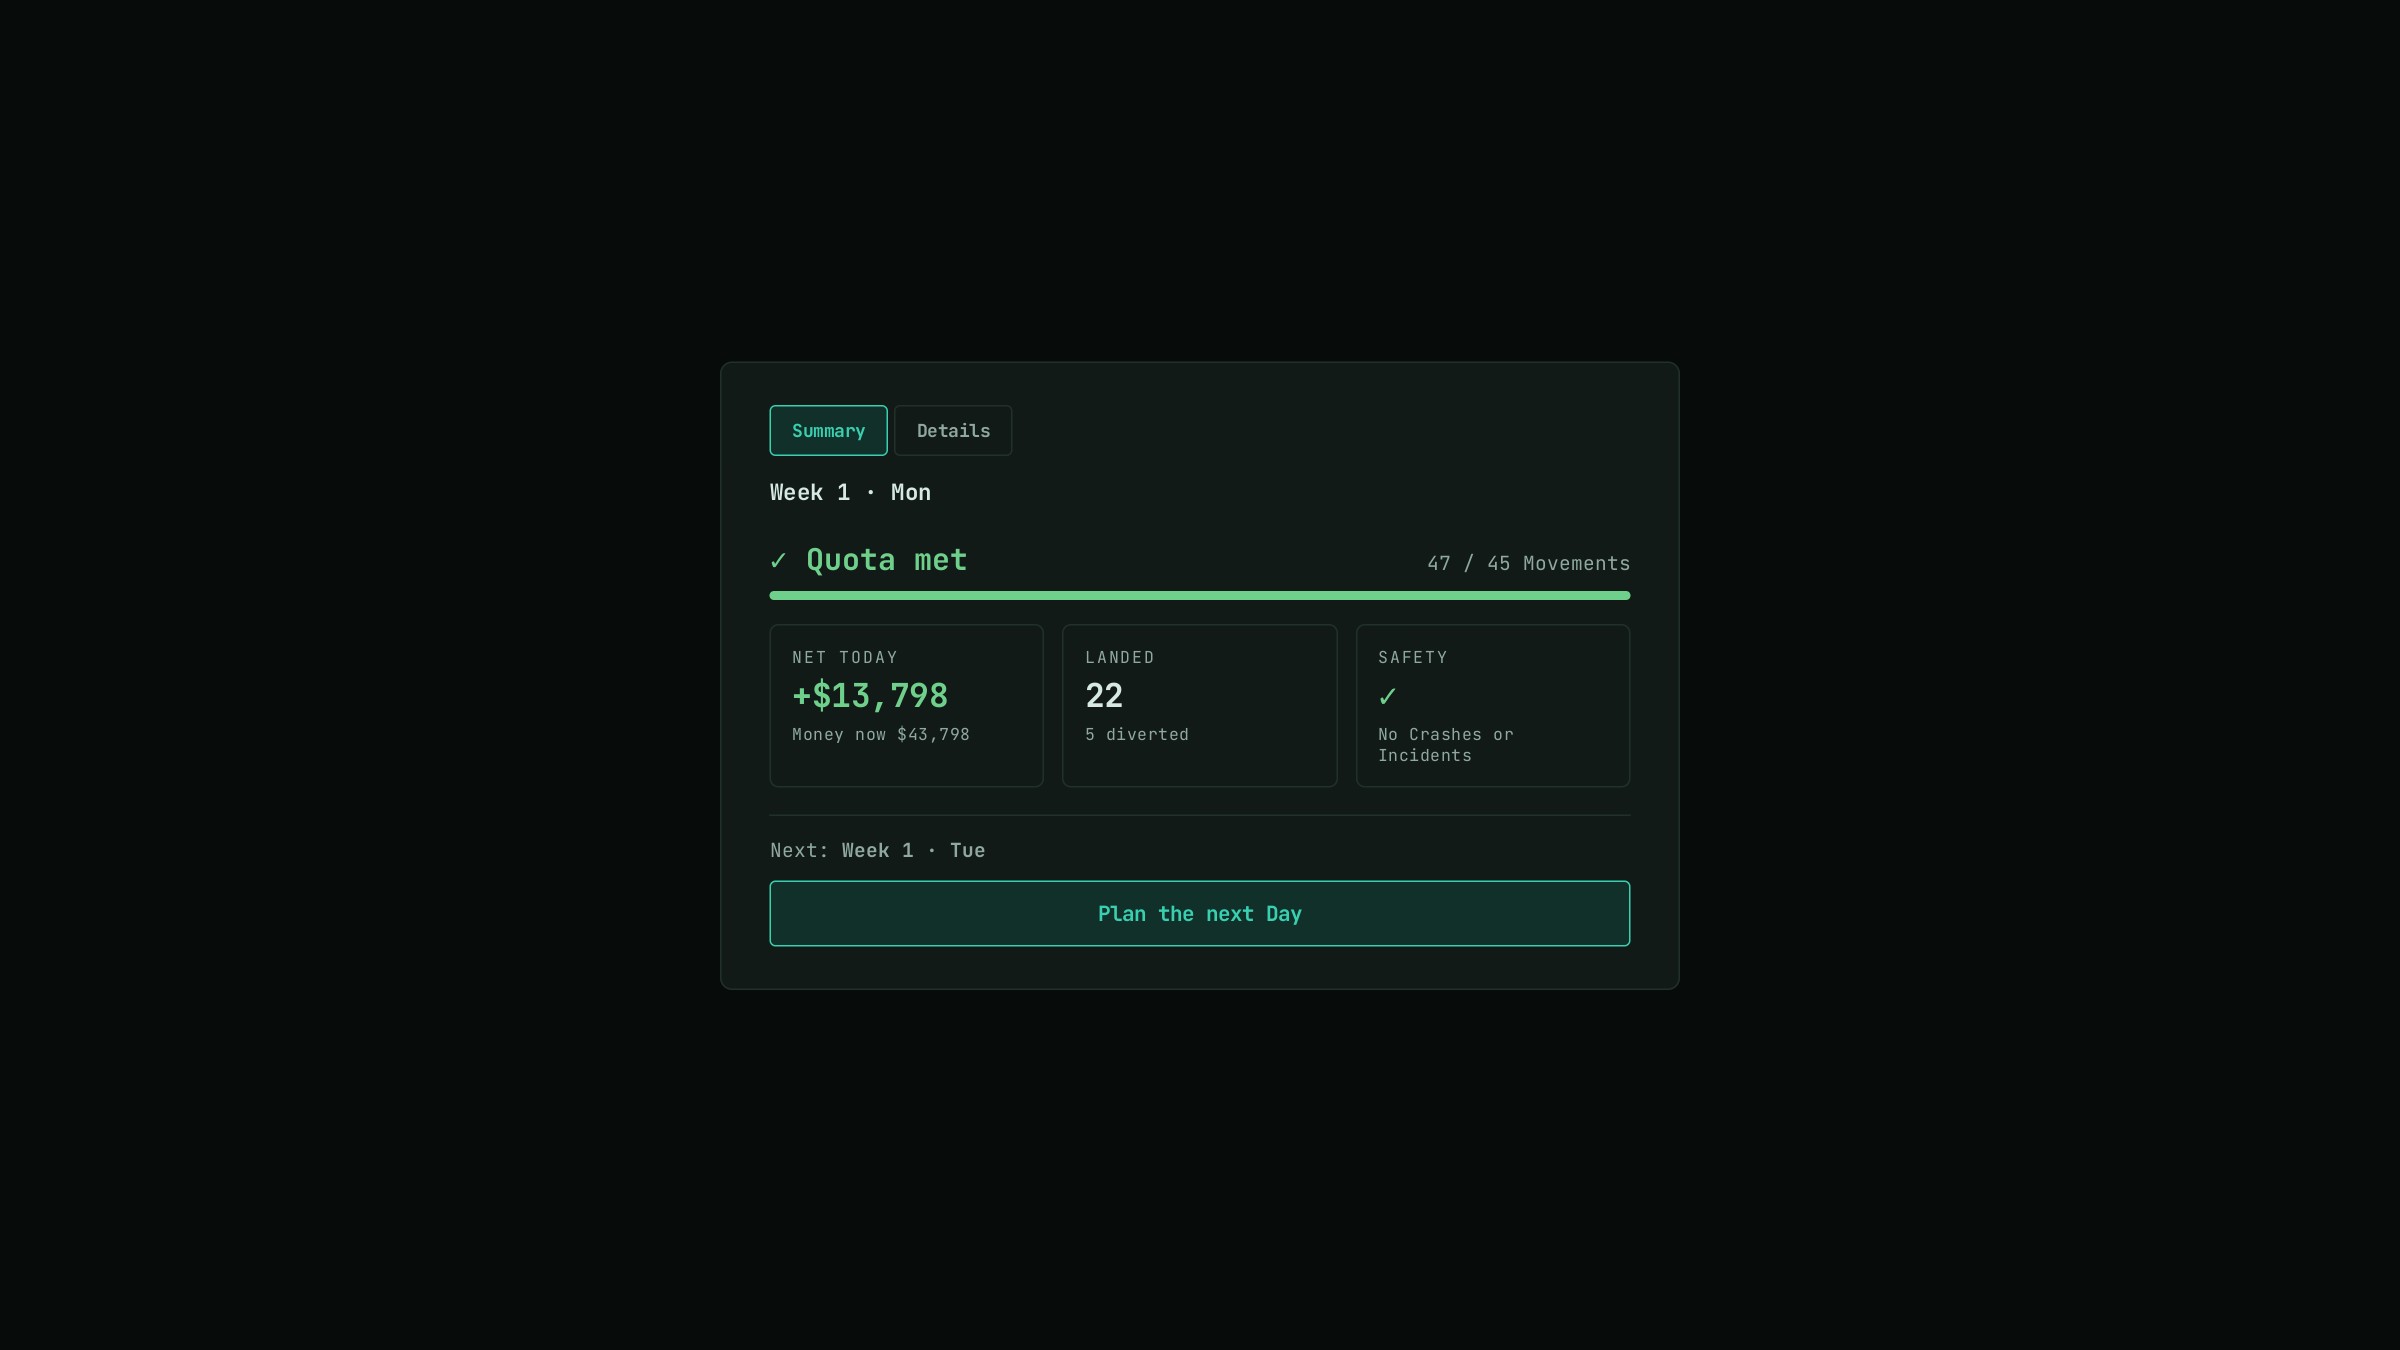 Summary Details
Week 1 · Mon
✓ Quota met 47 / 45 Movements
NET TODAY
+$13,798
Money now $43,798
LANDED
22
5 diverted
SAFETY
✓
No Crashes or
Incidents
Next: Week 1 · Tue
Plan the next Day